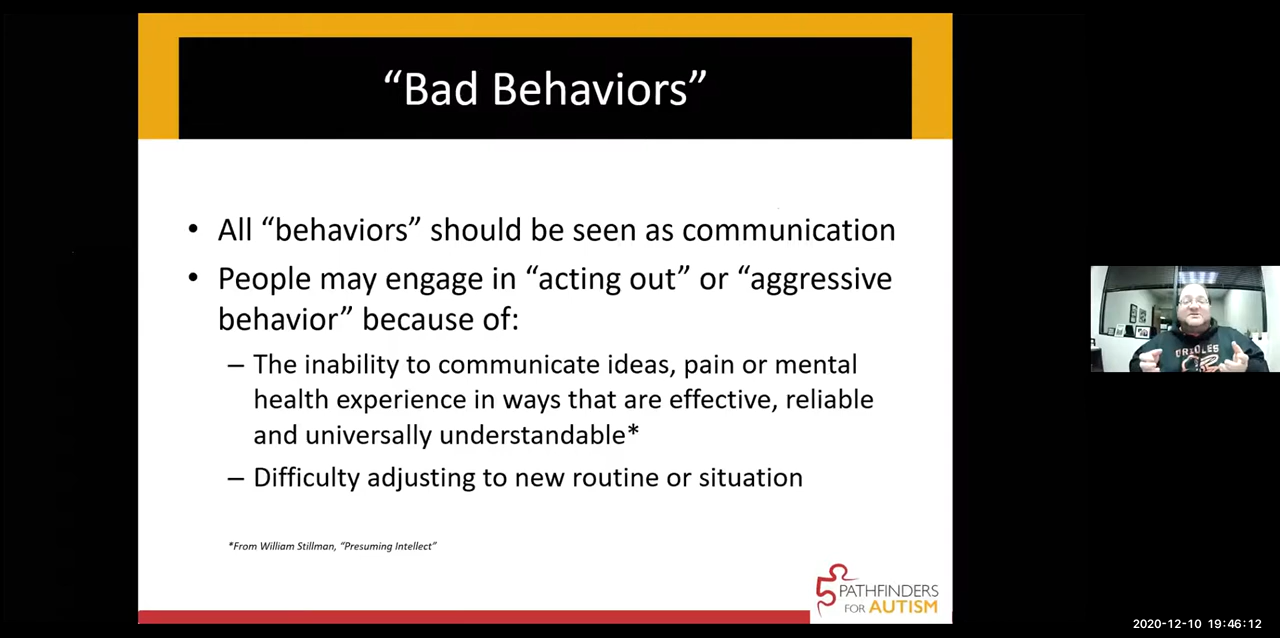 “Bad Behaviors”
• All “behaviors” should be seen as communication
• People may engage in “acting out” or “aggressive
behavior” because of:
– The inability to communicate ideas, pain or mental
health experience in ways that are effective, reliable
and universally understandable*
– Difficulty adjusting to new routine or situation
*From William Stillman, “Presuming Intellect”
PATHFINDERS
FOR AUTISM
ORIOLES
2020-12-10 19:46:12